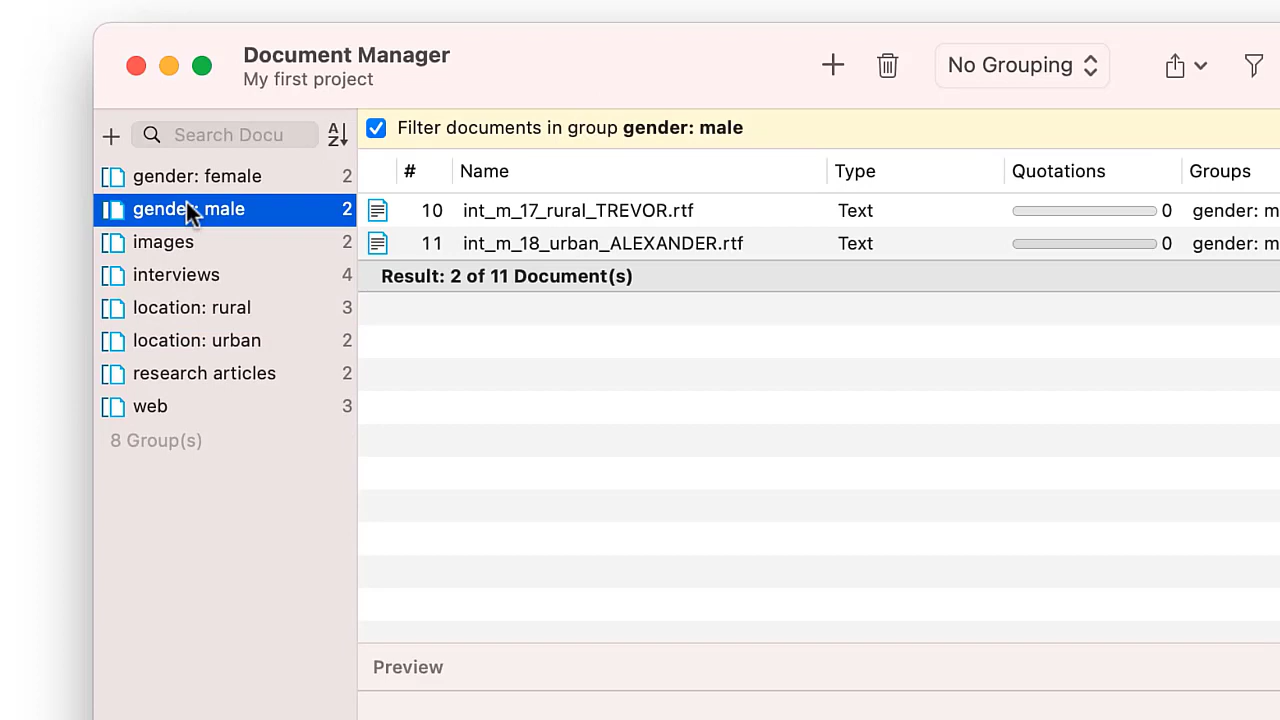 Document Manager
My first project
No Grouping
Search Docu
A
Z
gender: female 2
gender: male 2
images 2
interviews 4
location: rural 3
location: urban 2
research articles 2
web 3
8 Group(s)
Filter documents in group gender: male
# Name Type Quotations Groups
10 int_m_17_rural_TREVOR.rtf Text 0 gender: m
11 int_m_18_urban_ALEXANDER.rtf Text 0 gender: m
Result: 2 of 11 Document(s)
Preview